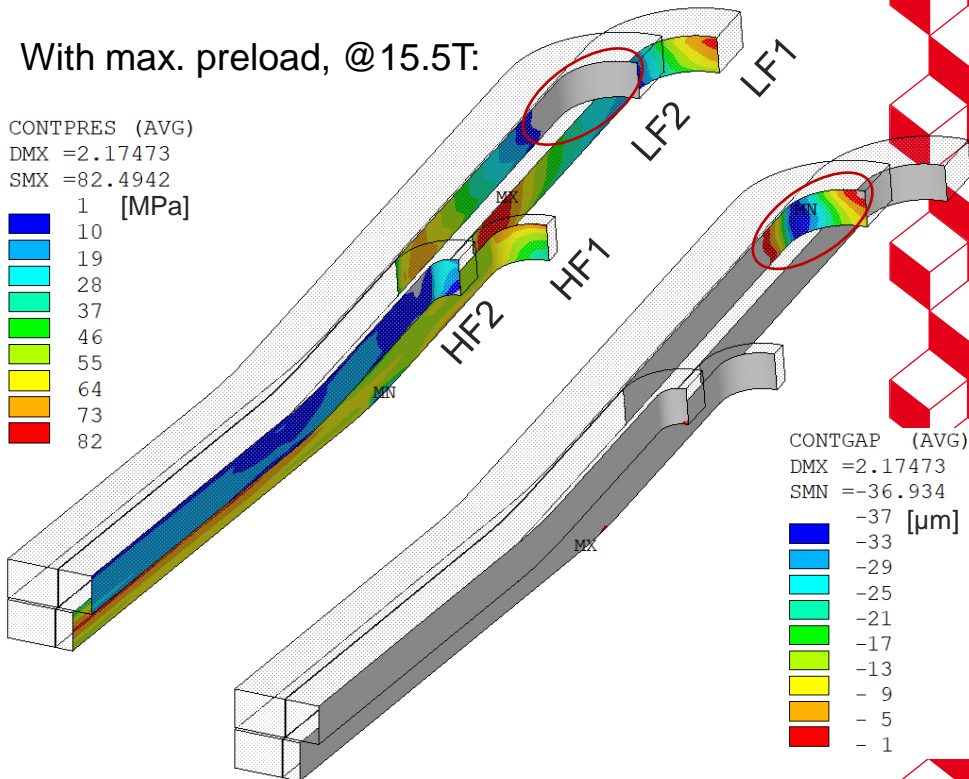 With max. preload, @15.5T:
CONTPRES (AVG)
DMX =2.17473
SMX =82.4942
[MPa]
1
10
19
28
37
46
55
64
73
82
LF1
LF2
MX
HF1
HF2
MN
MN
MX
CONTGAP (AVG)
DMX =2.17473
SMN =-36.934
[µm]
-37
-33
-29
-25
-21
-17
-13
- 9
- 5
- 1